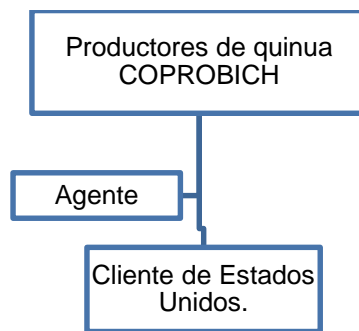 Productores de quinua
COPROBICH
Agente
Cliente de Estados
Unidos.